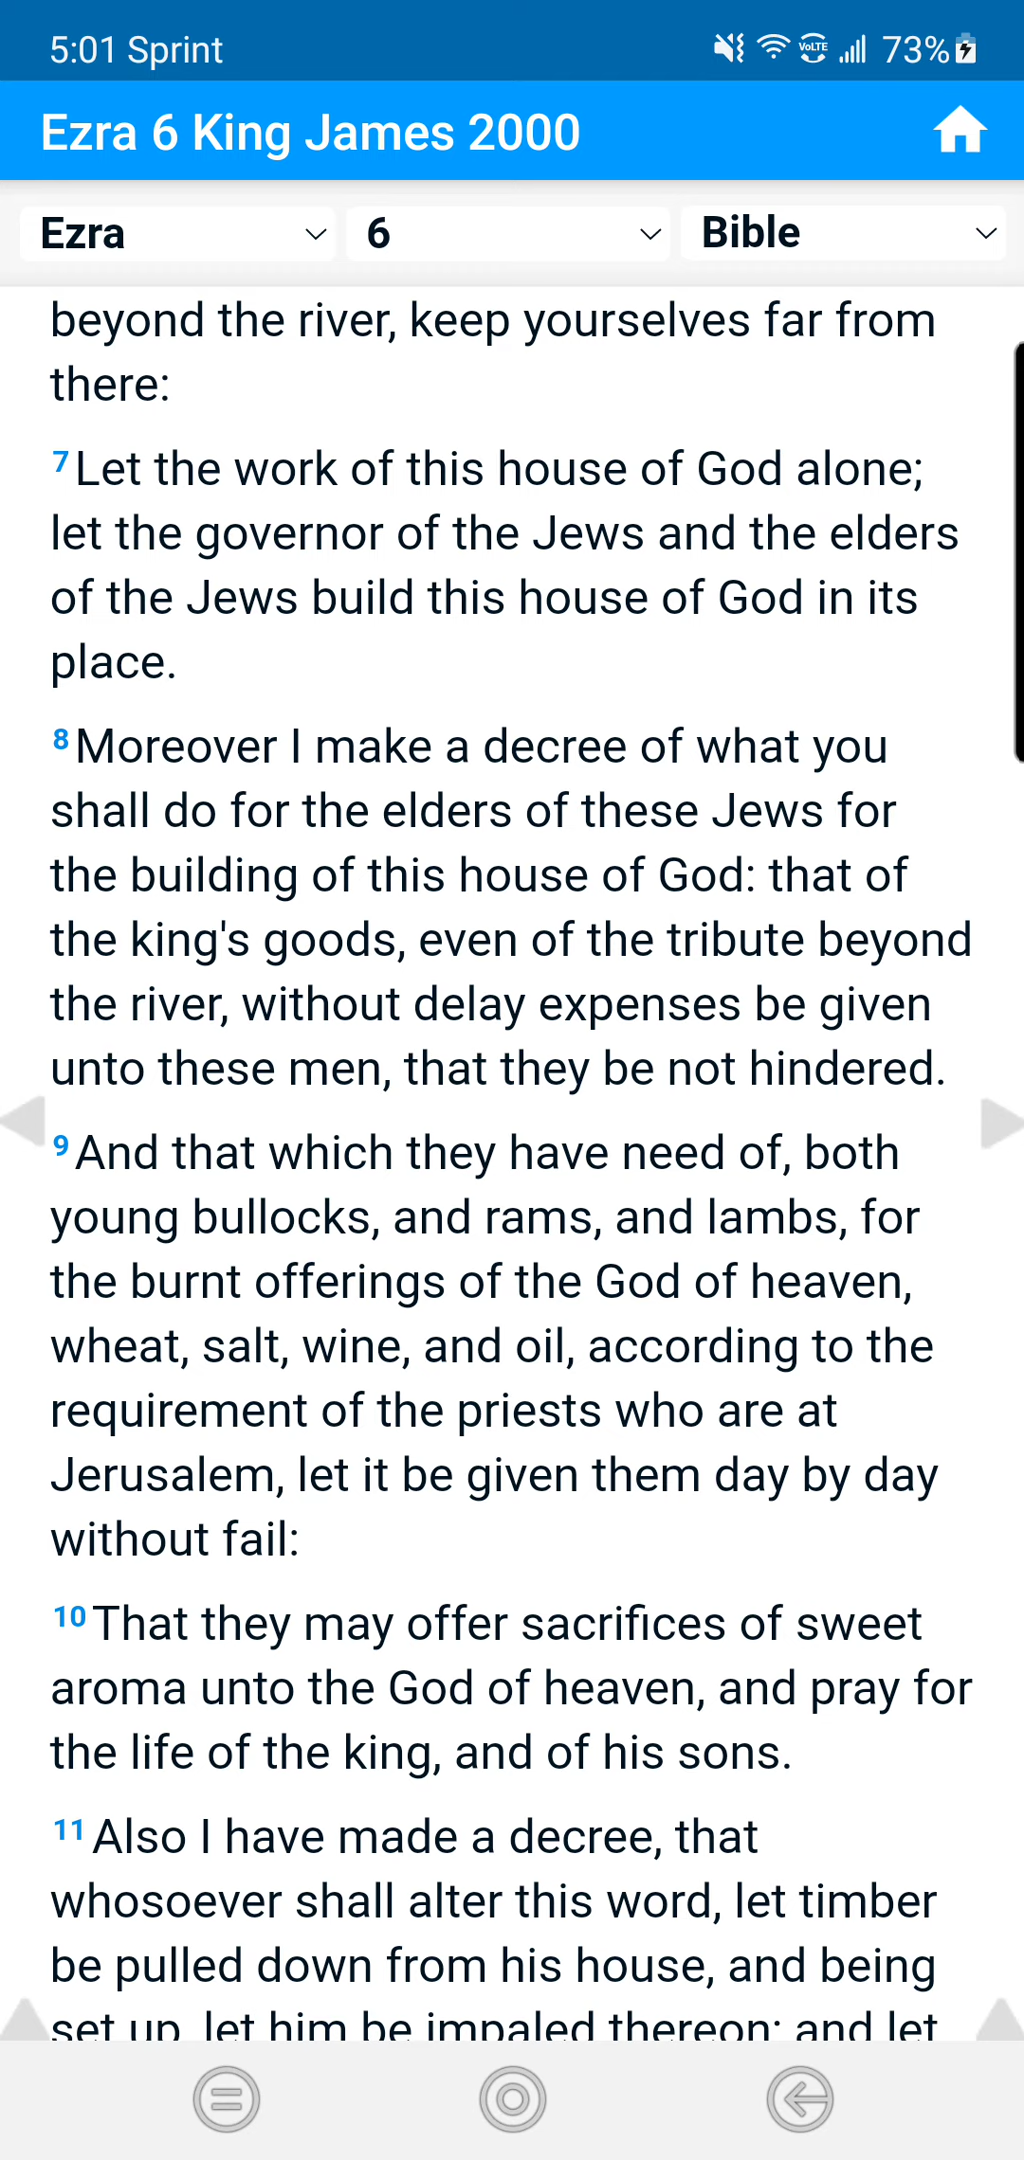 5:01 Sprint VoLTE 73%
Ezra 6 King James 2000
Ezra 6 Bible
beyond the river, keep yourselves far from
there:
7 Let the work of this house of God alone;
let the governor of the Jews and the elders
of the Jews build this house of God in its
place.
8 Moreover I make a decree of what you
shall do for the elders of these Jews for
the building of this house of God: that of
the king's goods, even of the tribute beyond
the river, without delay expenses be given
unto these men, that they be not hindered.
9 And that which they have need of, both
young bullocks, and rams, and lambs, for
the burnt offerings of the God of heaven,
wheat, salt, wine, and oil, according to the
requirement of the priests who are at
Jerusalem, let it be given them day by day
without fail:
10 That they may offer sacrifices of sweet
aroma unto the God of heaven, and pray for
the life of the king, and of his sons.
11 Also I have made a decree, that
whosoever shall alter this word, let timber
be pulled down from his house, and being
set up, let him be impaled thereon; and let